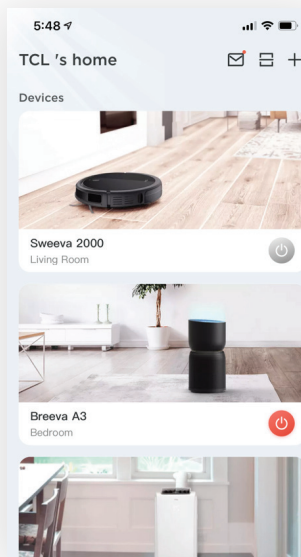 5:48
TCL 's home
Devices
Sweeva 2000
Living Room
Breeva A3
Bedroom